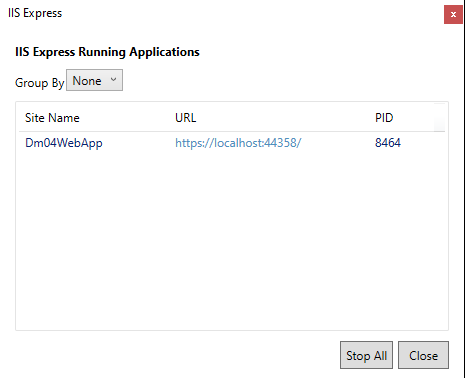 IIS Express
x
IIS Express Running Applications
Group By None
Site Name URL PID
Dm04WebApp https://localhost:44358/ 8464
Stop All Close